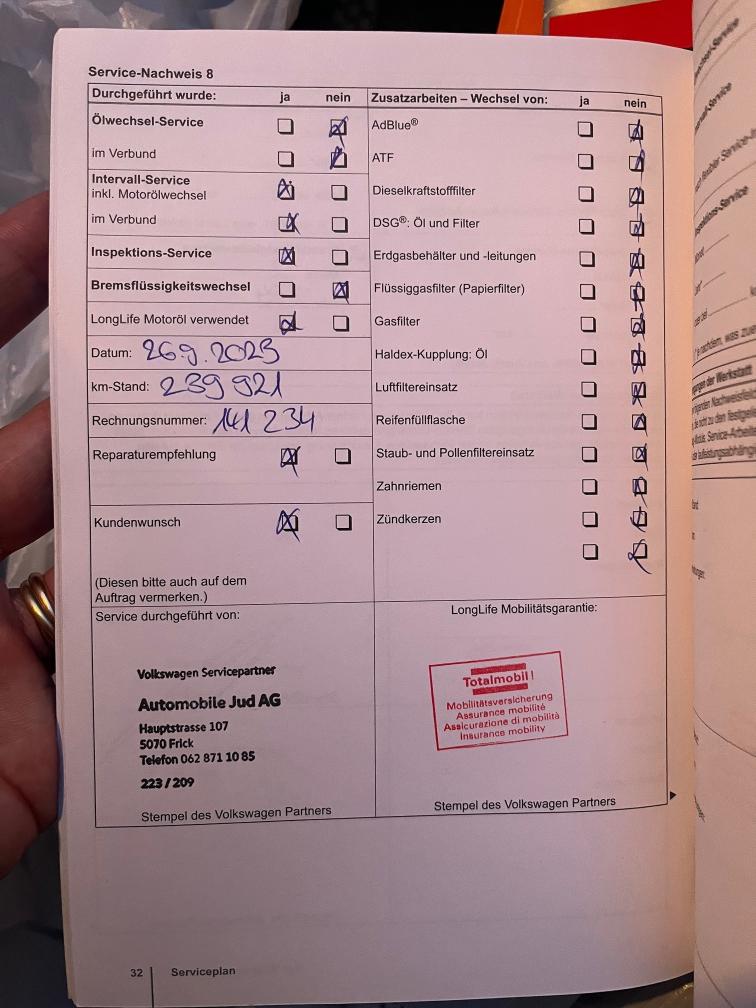 Service-Nachweis 8
Durchgeführt wurde: ja nein
Ölwechsel-Service
im Verbund
Intervall-Service
inkl. Motorölwechsel
im Verbund
Inspektions-Service
Bremsflüssigkeitswechsel
LongLife Motoröl verwendet
Datum: 26.9.2023
km-Stand: 239 921
Rechnungsnummer: 141 234
Reparaturempfehlung
Kundenwunsch
(Diesen bitte auch auf dem
Auftrag vermerken.)
Zusatzarbeiten – Wechsel von: ja nein
AdBlue®
ATF
Dieselkraftstofffilter
DSG®: Öl und Filter
Erdgasbehälter und -leitungen
Flüssiggasfilter (Papierfilter)
Gasfilter
Haldex-Kupplung: Öl
Luftfiltereinsatz
Reifenfüllflasche
Staub- und Pollenfiltereinsatz
Zahnriemen
Zündkerzen
Service durchgeführt von:
Volkswagen Servicepartner
Automobile Jud AG
Hauptstrasse 107
5070 Frick
Telefon 062 871 10 85
223 / 209
Stempel des Volkswagen Partners
LongLife Mobilitätsgarantie:
Totalmobil!
Mobilitätsversicherung
Assurance mobilité
Assicurazione di mobilità
Insurance mobility
Stempel des Volkswagen Partners
32 Serviceplan